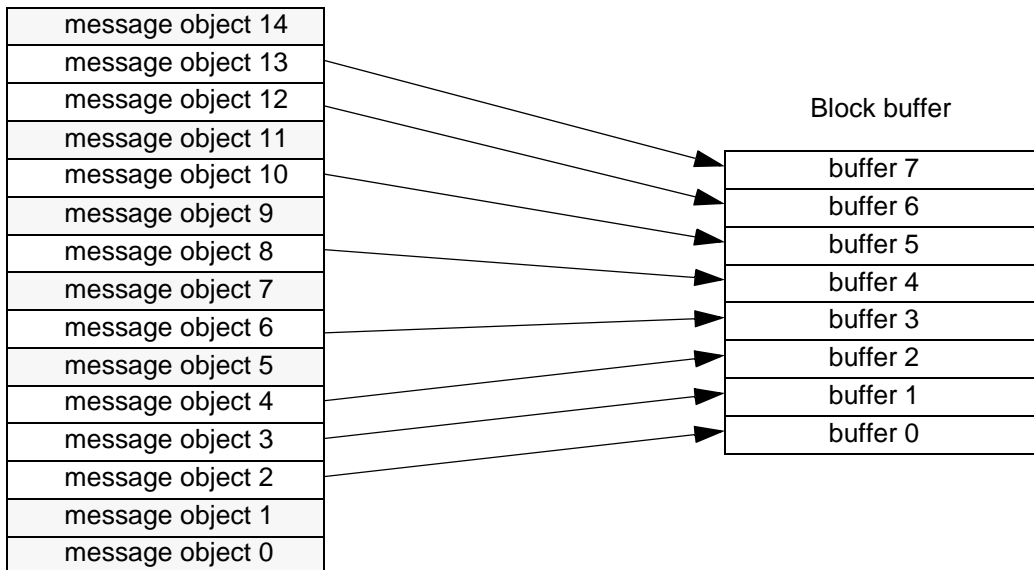 message object 14
message object 13
message object 12
message object 11
message object 10
message object 9
message object 8
message object 7
message object 6
message object 5
message object 4
message object 3
message object 2
message object 1
message object 0
Block buffer
buffer 7
buffer 6
buffer 5
buffer 4
buffer 3
buffer 2
buffer 1
buffer 0